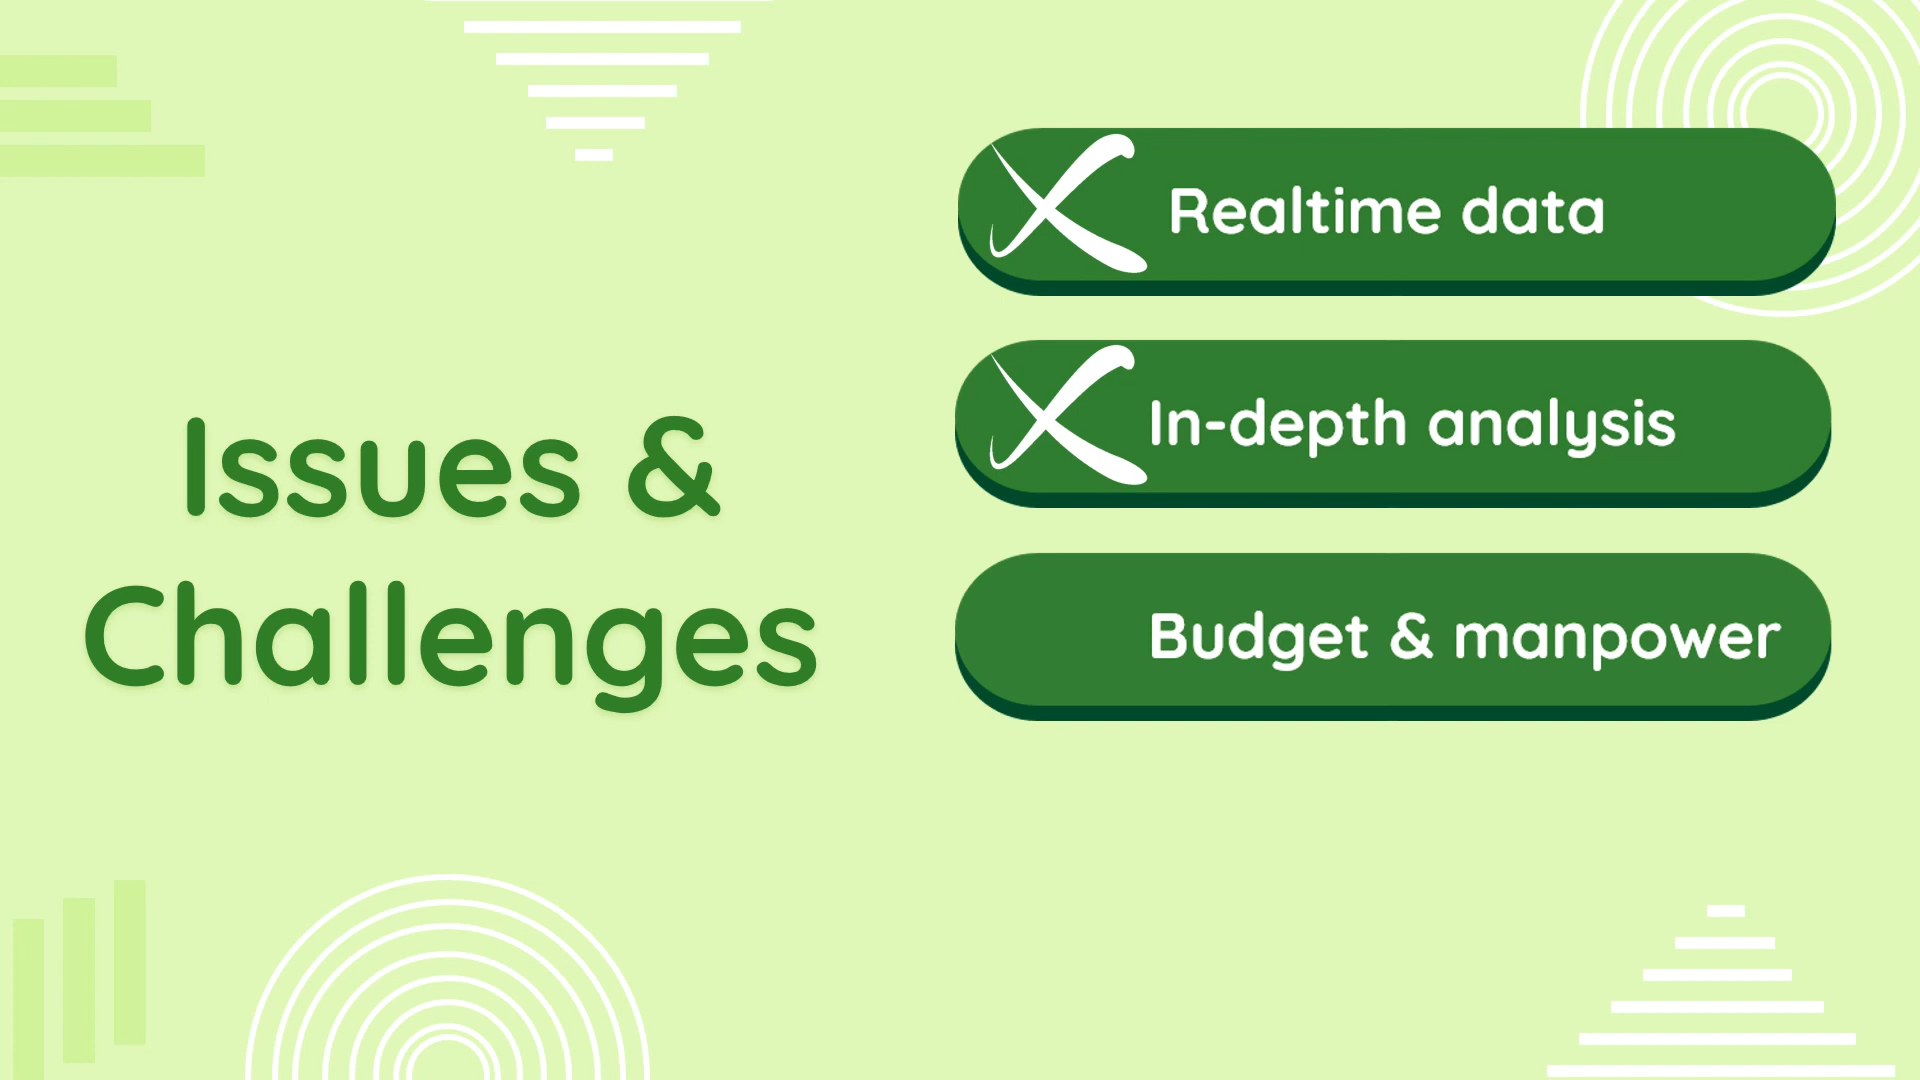 Issues &
Challenges
Realtime data
In-depth analysis
Budget & manpower